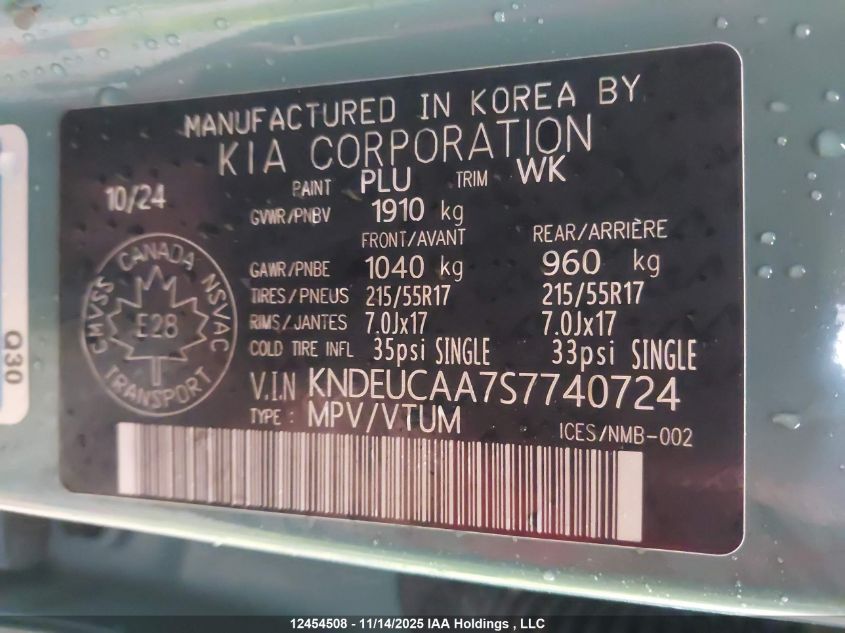 MANUFACTURED IN KOREA BY
KIA CORPORATION
10/24
PAINT PLU TRIM WK
GVWR/PNBV 1910 kg
FRONT/AVANT REAR/ARRIÈRE
GAWR/PNBE 1040 kg 960 kg
TIRES/PNEUS 215/55R17 215/55R17
RIMS/JANTES 7.0Jx17 7.0Jx17
COLD TIRE INFL 35psi SINGLE 33psi SINGLE
V.I.N KNDEUCAA7S7740724
TYPE : MPV/VTUM
ICES/NMB-002
CANADA
CMVSS NSVAC
E28
TRANSPORT
Q30
12454508 - 11/14/2025 IAA Holdings , LLC